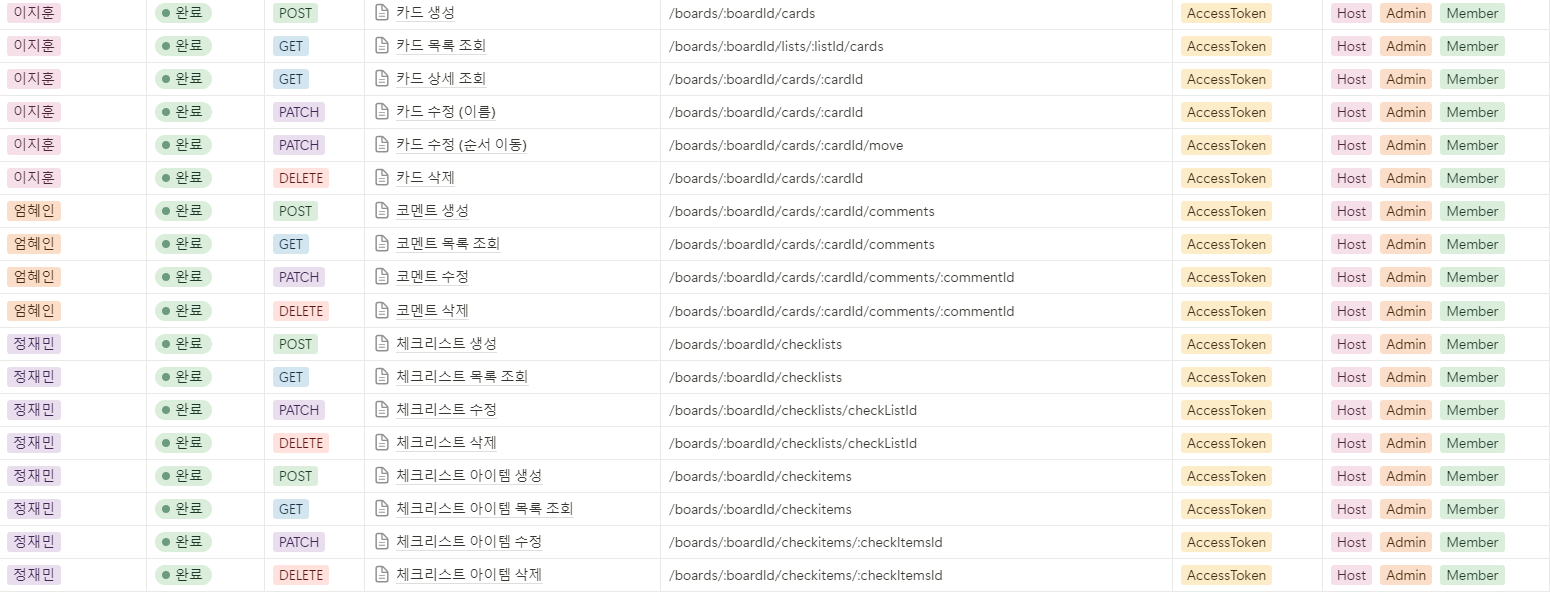 이지훈 완료 POST 카드 생성 /boards/:boardId/cards AccessToken Host Admin Member
이지훈 완료 GET 카드 목록 조회 /boards/:boardId/lists/:listId/cards AccessToken Host Admin Member
이지훈 완료 GET 카드 상세 조회 /boards/:boardId/cards/:cardId AccessToken Host Admin Member
이지훈 완료 PATCH 카드 수정 (이름) /boards/:boardId/cards/:cardId AccessToken Host Admin Member
이지훈 완료 PATCH 카드 수정 (순서 이동) /boards/:boardId/cards/:cardId/move AccessToken Host Admin Member
이지훈 완료 DELETE 카드 삭제 /boards/:boardId/cards/:cardId AccessToken Host Admin Member
엄혜인 완료 POST 코멘트 생성 /boards/:boardId/cards/:cardId/comments AccessToken Host Admin Member
엄혜인 완료 GET 코멘트 목록 조회 /boards/:boardId/cards/:cardId/comments AccessToken Host Admin Member
엄혜인 완료 PATCH 코멘트 수정 /boards/:boardId/cards/:cardId/comments/:commentId AccessToken Host Admin Member
엄혜인 완료 DELETE 코멘트 삭제 /boards/:boardId/cards/:cardId/comments/:commentId AccessToken Host Admin Member
정재민 완료 POST 체크리스트 생성 /boards/:boardId/checklists AccessToken Host Admin Member
정재민 완료 GET 체크리스트 목록 조회 /boards/:boardId/checklists AccessToken Host Admin Member
정재민 완료 PATCH 체크리스트 수정 /boards/:boardId/checklists/checkListId AccessToken Host Admin Member
정재민 완료 DELETE 체크리스트 삭제 /boards/:boardId/checklists/checkListId AccessToken Host Admin Member
정재민 완료 POST 체크리스트 아이템 생성 /boards/:boardId/checkitems AccessToken Host Admin Member
정재민 완료 GET 체크리스트 아이템 목록 조회 /boards/:boardId/checkitems AccessToken Host Admin Member
정재민 완료 PATCH 체크리스트 아이템 수정 /boards/:boardId/checkitems/:checkItemsId AccessToken Host Admin Member
정재민 완료 DELETE 체크리스트 아이템 삭제 /boards/:boardId/checkitems/:checkItemsId AccessToken Host Admin Member